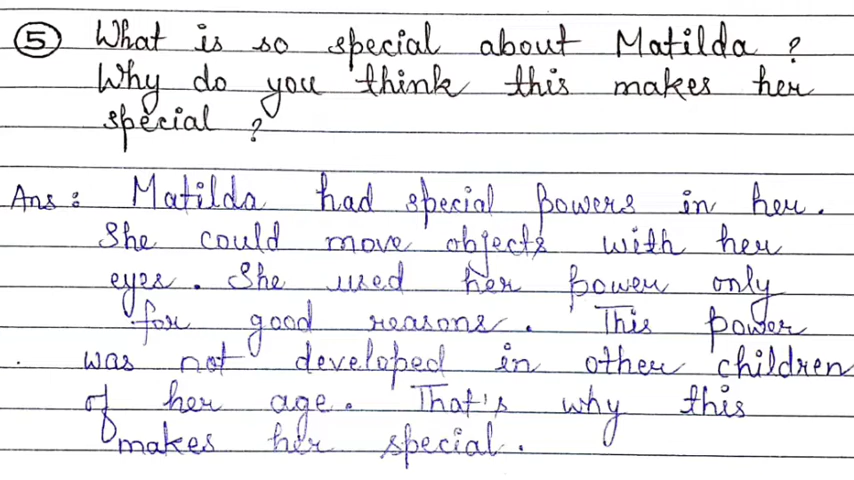 5 What is so special about Matilda ?
Why do you think this makes her
special ?
Ans : Matilda had special powers in her.
She could move objects with her
eyes. She used her power only
for good reasons. This power
was not developed in other children
of her age. That's why this
makes her special.